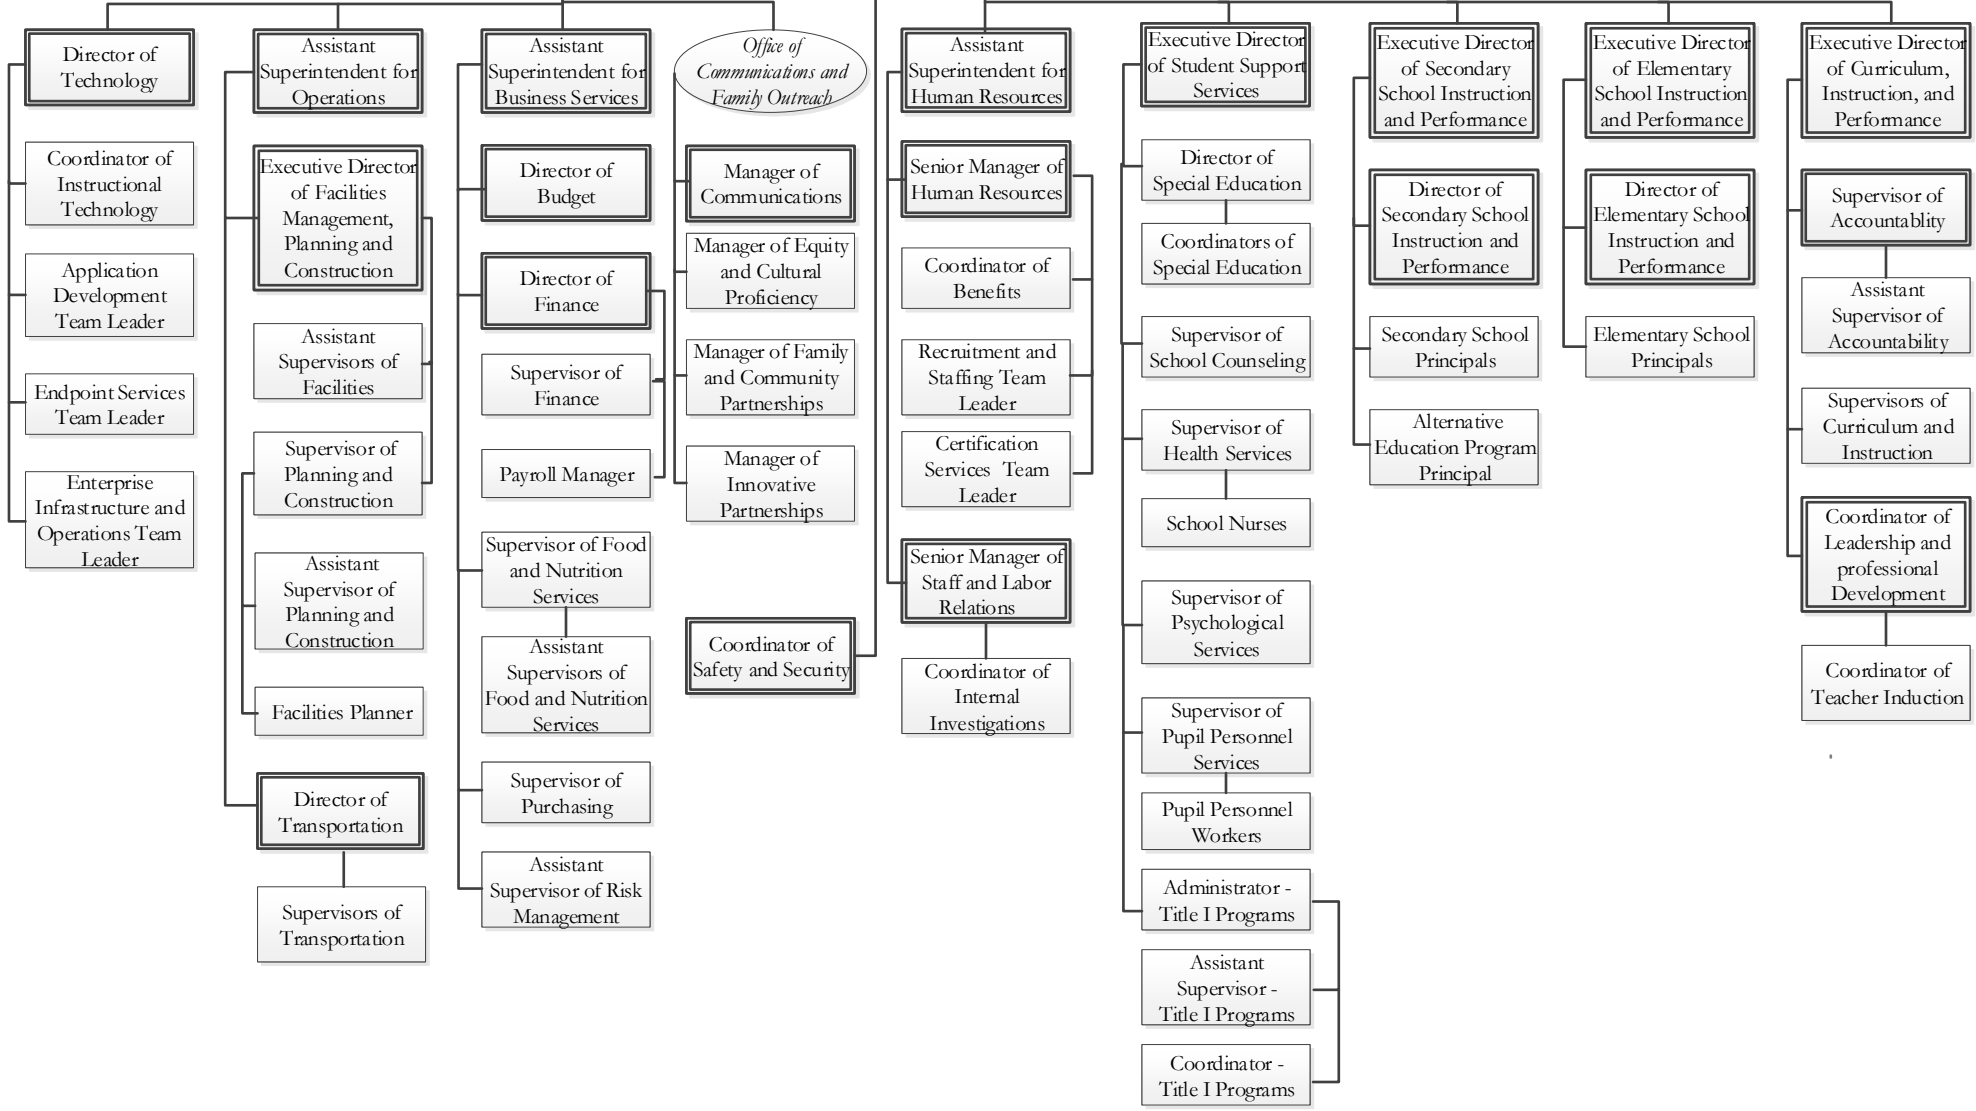 Director of
Technology
Coordinator of
Instructional
Technology
Application
Development
Team Leader
Endpoint Services
Team Leader
Enterprise
Infrastructure and
Operations Team
Leader
Assistant
Superintendent for
Operations
Executive Director
of Facilities
Management,
Planning and
Construction
Assistant
Supervisors of
Facilities
Supervisor of
Planning and
Construction
Assistant
Supervisor of
Planning and
Construction
Facilities Planner
Director of
Transportation
Supervisors of
Transportation
Assistant
Superintendent for
Business Services
Director of
Budget
Director of
Finance
Supervisor of
Finance
Payroll Manager
Supervisor of Food
and Nutrition
Services
Assistant
Supervisors of
Food and Nutrition
Services
Supervisor of
Purchasing
Assistant
Supervisor of Risk
Management
Office of
Communications and
Family Outreach
Manager of
Communications
Manager of Equity
and Cultural
Proficiency
Manager of Family
and Community
Partnerships
Manager of
Innovative
Partnerships
Coordinator of
Safety and Security
Assistant
Superintendent for
Human Resources
Senior Manager of
Human Resources
Coordinator of
Benefits
Recruitment and
Staffing Team
Leader
Certification
Services Team
Leader
Senior Manager of
Staff and Labor
Relations
Coordinator of
Internal
Investigations
Executive Director
of Student Support
Services
Director of
Special Education
Coordinators of
Special Education
Supervisor of
School Counseling
Supervisor of
Health Services
School Nurses
Supervisor of
Psychological
Services
Supervisor of
Pupil Personnel
Services
Pupil Personnel
Workers
Administrator -
Title I Programs
Assistant
Supervisor -
Title I Programs
Coordinator -
Title I Programs
Executive Director
of Secondary
School Instruction
and Performance
Director of
Secondary School
Instruction and
Performance
Secondary School
Principals
Alternative
Education Program
Principal
Executive Director
of Elementary
School Instruction
and Performance
Director of
Elementary School
Instruction and
Performance
Elementary School
Principals
Executive Director
of Curriculum,
Instruction, and
Performance
Supervisor of
Accountablity
Assistant
Supervisor of
Accountability
Supervisors of
Curriculum and
Instruction
Coordinator of
Leadership and
professional
Development
Coordinator of
Teacher Induction